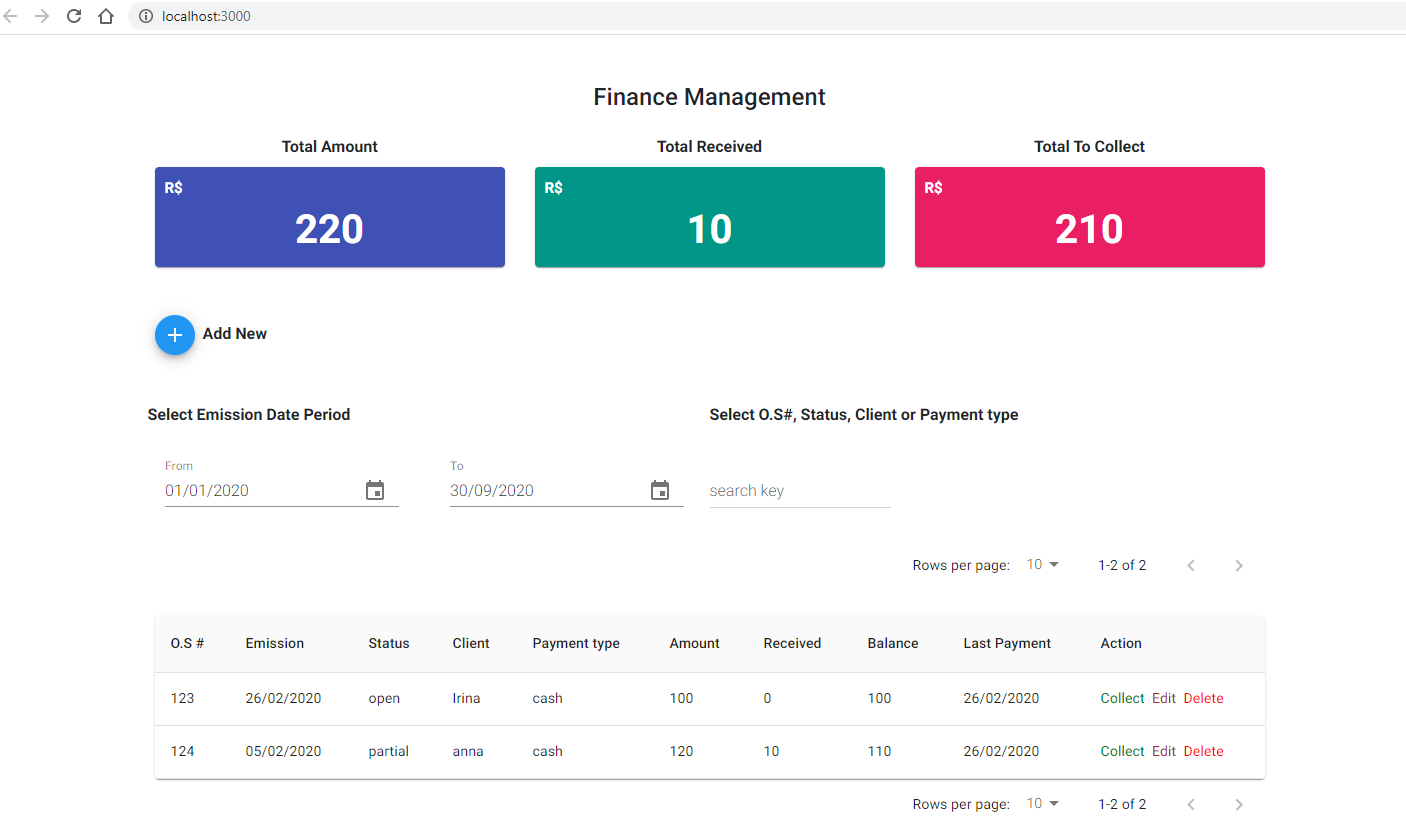 localhost:3000
Finance Management
Total Amount Total Received Total To Collect
R$ R$ R$
220 10 210
+ Add New
Select Emission Date Period Select O.S#, Status, Client or Payment type
From To
01/01/2020 30/09/2020 search key
Rows per page: 10 1-2 of 2
O.S # Emission Status Client Payment type Amount Received Balance Last Payment Action
123 26/02/2020 open Irina cash 100 0 100 26/02/2020 Collect Edit Delete
124 05/02/2020 partial anna cash 120 10 110 26/02/2020 Collect Edit Delete
Rows per page: 10 1-2 of 2